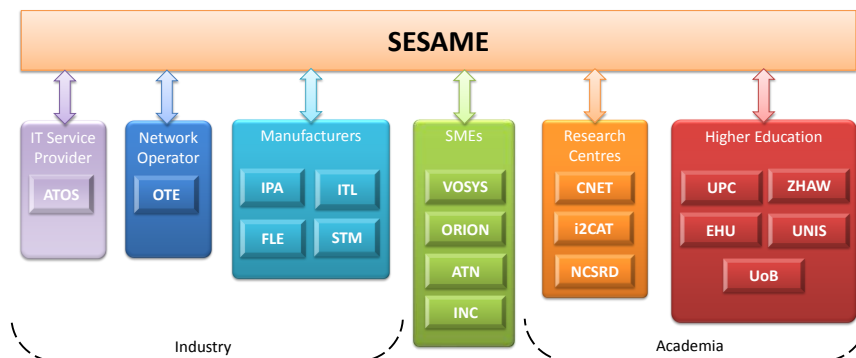 SESAME
IT Service
Provider
ATOS
Network
Operator
OTE
Manufacturers
IPA
ITL
FLE
STM
SMEs
VOSYS
ORION
ATN
INC
Research
Centres
CNET
i2CAT
NCSRD
Higher Education
UPC
ZHAW
EHU
UNIS
UoB
Industry
Academia